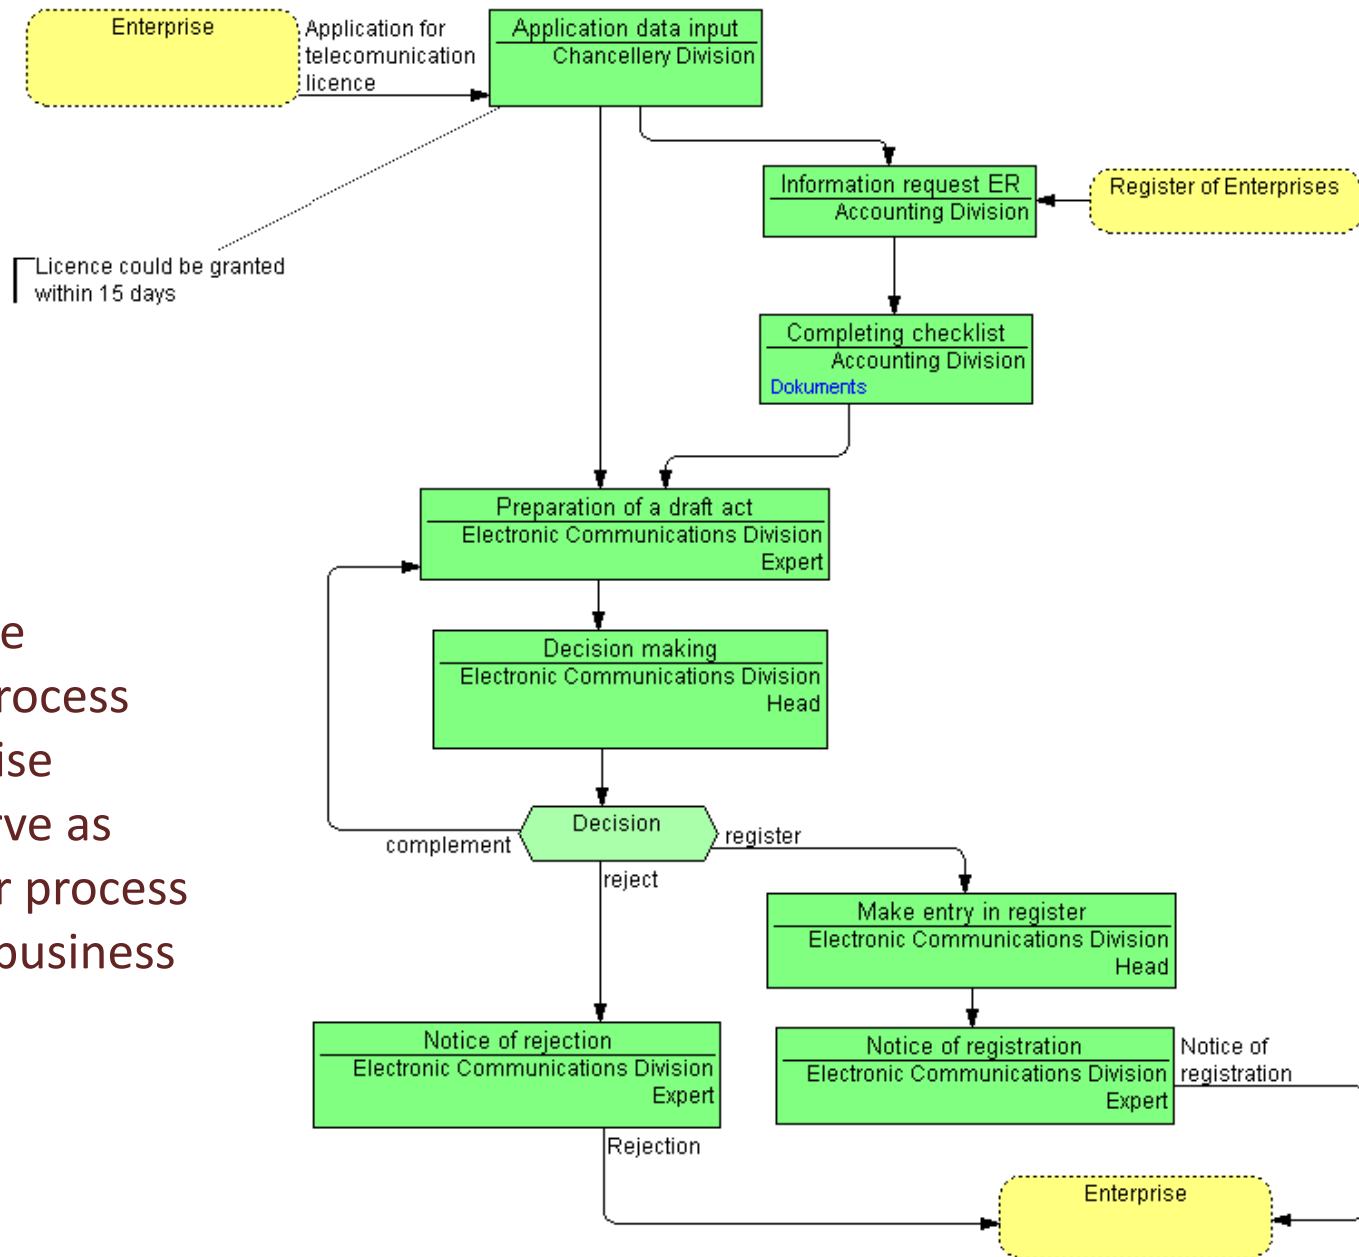 Enterprise
Application for
telecomunication
licence
Application data input
Chancellery Division
Information request ER
Accounting Division
Register of Enterprises
Licence could be granted
within 15 days
Completing checklist
Accounting Division
Dokuments
Preparation of a draft act
Electronic Communications Division
Expert
Decision making
Electronic Communications Division
Head
e
rocess
ise
rve as
r process
business
Decision
complement
register
reject
Make entry in register
Electronic Communications Division
Head
Notice of rejection
Electronic Communications Division
Expert
Notice of registration
Electronic Communications Division
Expert
Notice of
registration
Rejection
Enterprise